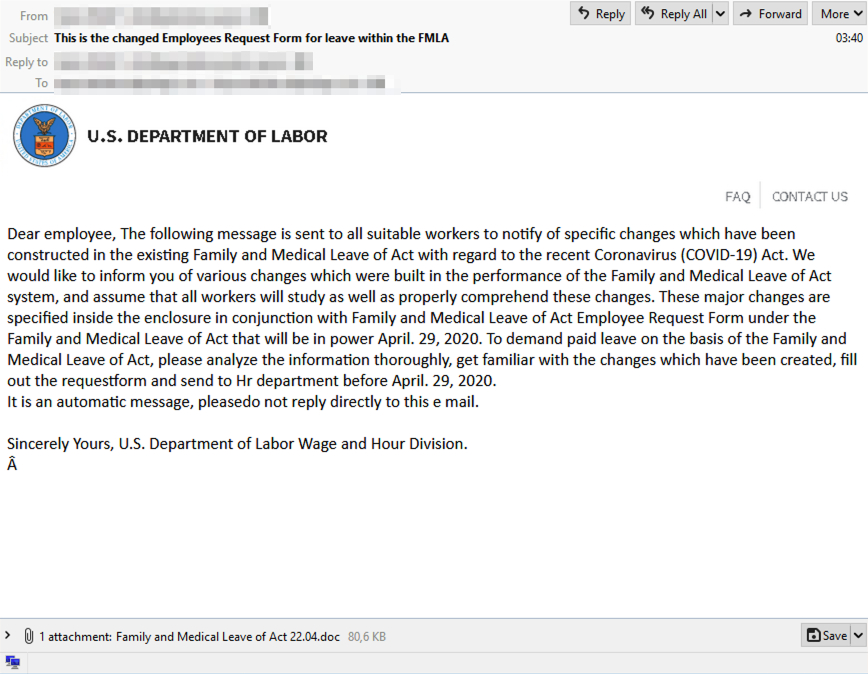 From
Reply
Reply All
Forward
More
Subject This is the changed Employees Request Form for leave within the FMLA
03:40
Reply to
To
U.S. DEPARTMENT OF LABOR
FAQ
CONTACT US
Dear employee, The following message is sent to all suitable workers to notify of specific changes which have been
constructed in the existing Family and Medical Leave of Act with regard to the recent Coronavirus (COVID-19) Act. We
would like to inform you of various changes which were built in the performance of the Family and Medical Leave of Act
system, and assume that all workers will study as well as properly comprehend these changes. These major changes are
specified inside the enclosure in conjunction with Family and Medical Leave of Act Employee Request Form under the
Family and Medical Leave of Act that will be in power April. 29, 2020. To demand paid leave on the basis of the Family and
Medical Leave of Act, please analyze the information thoroughly, get familiar with the changes which have been created, fill
out the requestform and send to Hr department before April. 29, 2020.
It is an automatic message, pleasedo not reply directly to this e mail.
Sincerely Yours, U.S. Department of Labor Wage and Hour Division.
Â
1 attachment: Family and Medical Leave of Act 22.04.doc 80,6 KB
Save